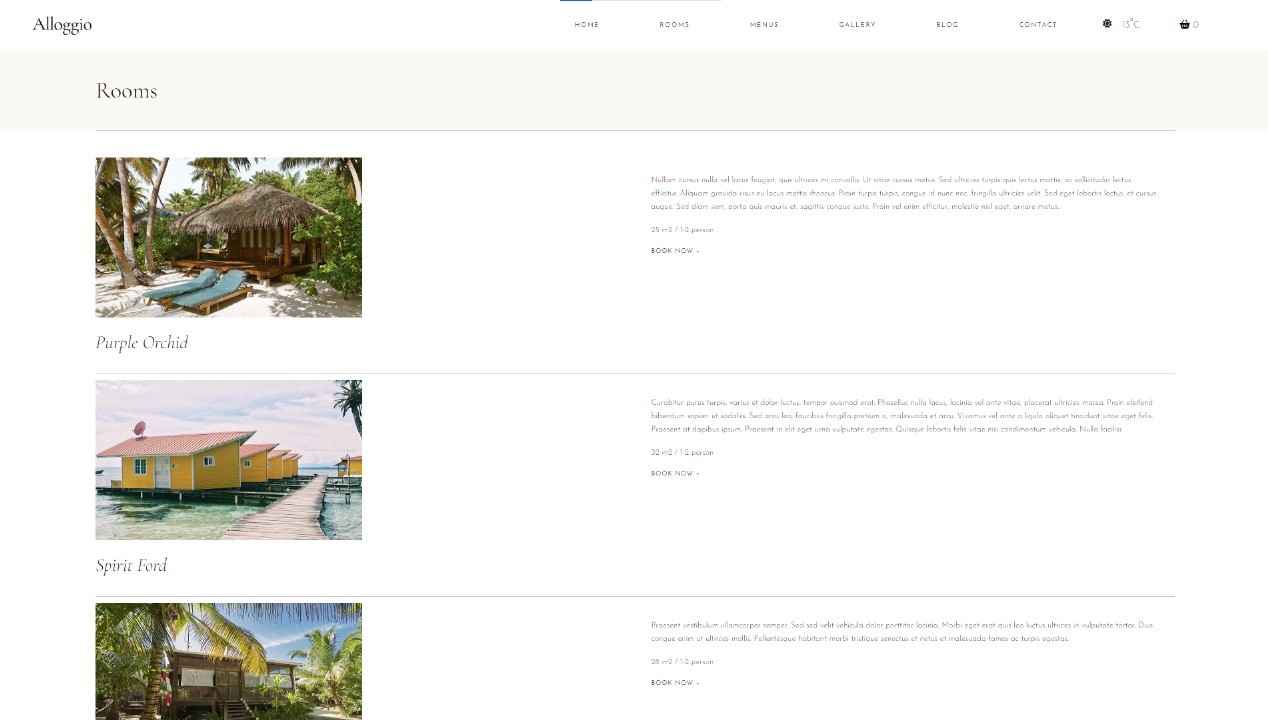 Alloggio
HOME ROOMS MENUS GALLERY BLOG CONTACT 13°C 0
Rooms
Nullam cursus nulla vel lacus feugiat, quis ultrices mi convallis. Ut vitae cursus metus. Sed ultricies turpis quis lectus mattis, ac sollicitudin lectus
efficitur. Aliquam gravida risus eu lacus mattis rhoncus. Proin turpis turpis, congue id nunc nec, fringilla ultricies velit. Sed eget lobortis lectus, et cursus
augue. Sed diam sem, porta quis mauris et, sagittis congue justo. Proin vel enim efficitur, molestie nisl eget, ornare metus.
25 m2 / 1-2 person
BOOK NOW +
Purple Orchid
Curabitur purus turpis, varius et dolor luctus, tempor euismod erat. Phasellus nulla lacus, lacinia vel ante vitae, placerat ultricies massa. Proin eleifend
bibendum sapien ut sodales. Sed arcu leo, faucibus fringilla pretium a, malesuada et arcu. Vivamus vel ante a ligula aliquet tincidunt vitae eget felis.
Praesent at dapibus ipsum. Praesent in elit eget urna vulputate egestas. Quisque lobortis felis vitae nisi condimentum vehicula. Nulla facilisi.
32 m2 / 1-2 person
BOOK NOW +
Spirit Ford
Praesent vestibulum ullamcorper semper. Sed sed velit vehicula dolor porttitor lacinia. Morbi eget erat quis leo luctus ultrices in vulputate tortor. Duis
congue enim ut ultrices mollis. Pellentesque habitant morbi tristique senectus et netus et malesuada fames ac turpis egestas.
28 m2 / 1-2 person
BOOK NOW +